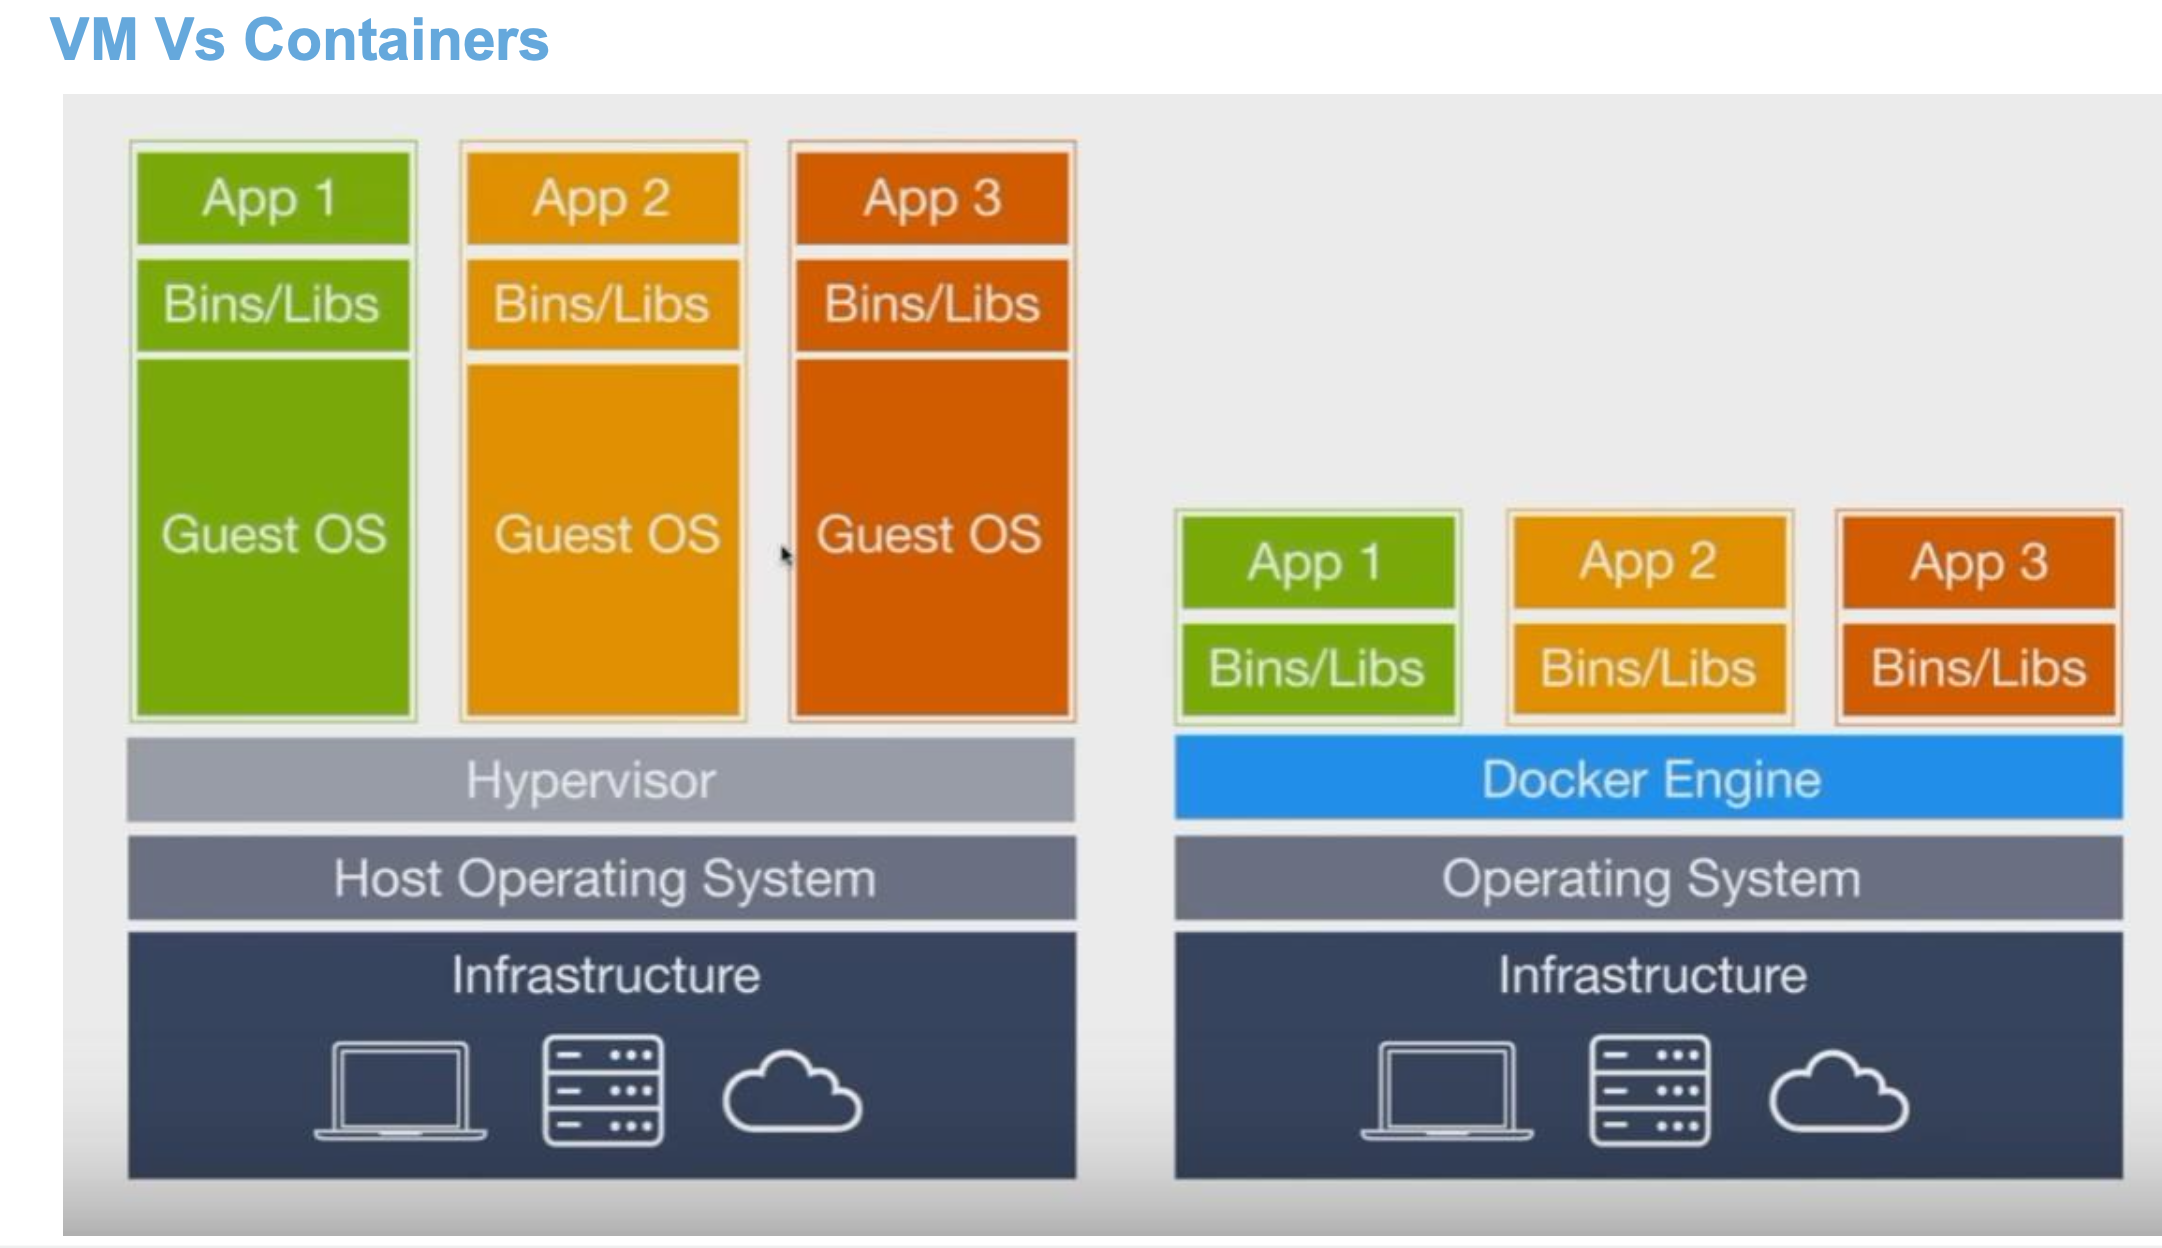 VM Vs Containers
App 1
App 2
App 3
Bins/Libs
Bins/Libs
Bins/Libs
Guest OS
Guest OS
Guest OS
Hypervisor
Host Operating System
Infrastructure
App 1
App 2
App 3
Bins/Libs
Bins/Libs
Bins/Libs
Docker Engine
Operating System
Infrastructure